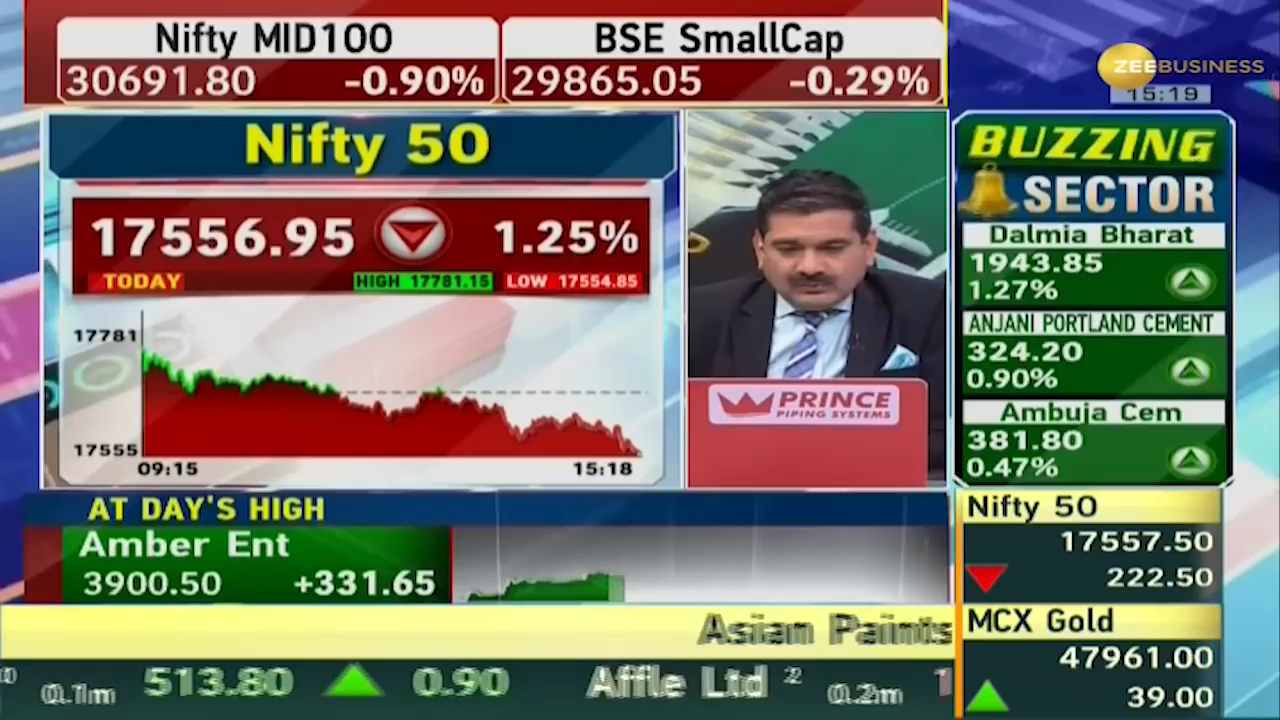 Nifty MID100
30691.80 -0.90%
BSE SmallCap
29865.05 -0.29%
ZEEBUSINESS
15:19
Nifty 50
17556.95 1.25%
TODAY HIGH 17781.15 LOW 17554.85
17781
17555
09:15 15:18
PRINCE
PIPING SYSTEMS
BUZZING
SECTOR
Dalmia Bharat
1943.85
1.27%
ANJANI PORTLAND CEMENT
324.20
0.90%
Ambuja Cem
381.80
0.47%
AT DAY'S HIGH
Amber Ent
3900.50 +331.65
Nifty 50
17557.50
222.50
MCX Gold
47961.00
39.00
Asian Paints
0.1m 513.80 0.90 Affle Ltd 2 0.2m